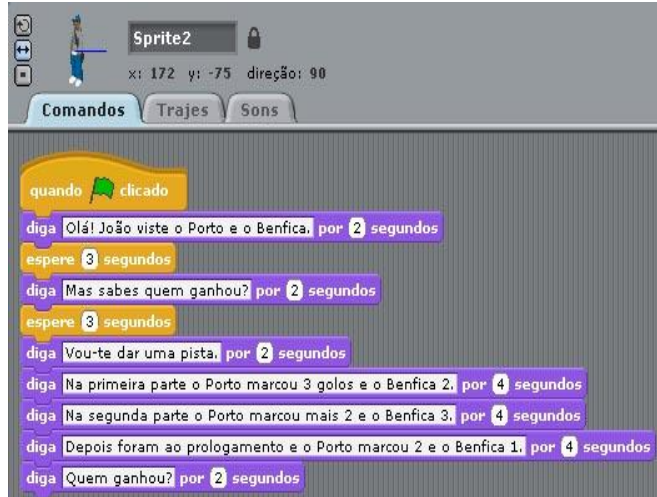 Sprite2
x: 172 y: -75 direção: 90
Comandos Trajes Sons
quando clicado
diga Olá! João viste o Porto e o Benfica. por 2 segundos
espere 3 segundos
diga Mas sabes quem ganhou? por 2 segundos
espere 3 segundos
diga Vou-te dar uma pista. por 2 segundos
diga Na primeira parte o Porto marcou 3 golos e o Benfica 2. por 4 segundos
diga Na segunda parte o Porto marcou mais 2 e o Benfica 3. por 4 segundos
diga Depois foram ao prologamento e o Porto marcou 2 e o Benfica 1. por 4 segundos
diga Quem ganhou? por 2 segundos